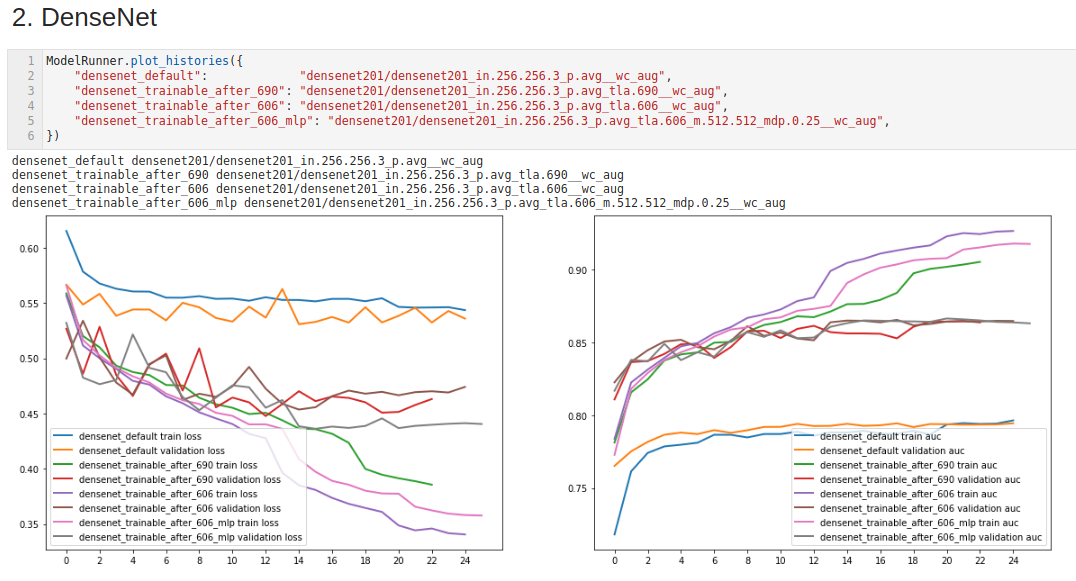 2. DenseNet
1 ModelRunner.plot_histories({
2 "densenet_default": "densenet201/densenet201_in.256.256.3_p.avg__wc_aug",
3 "densenet_trainable_after_690": "densenet201/densenet201_in.256.256.3_p.avg_tla.690__wc_aug",
4 "densenet_trainable_after_606": "densenet201/densenet201_in.256.256.3_p.avg_tla.606__wc_aug",
5 "densenet_trainable_after_606_mlp": "densenet201/densenet201_in.256.256.3_p.avg_tla.606_m.512.512_mdp.0.25__wc_aug",
6 })
densenet_default densenet201/densenet201_in.256.256.3_p.avg__wc_aug
densenet_trainable_after_690 densenet201/densenet201_in.256.256.3_p.avg_tla.690__wc_aug
densenet_trainable_after_606 densenet201/densenet201_in.256.256.3_p.avg_tla.606__wc_aug
densenet_trainable_after_606_mlp densenet201/densenet201_in.256.256.3_p.avg_tla.606_m.512.512_mdp.0.25__wc_aug
0.60
0.55
0.50
0.45
0.40
0.35
densenet_default train loss
densenet_default validation loss
densenet_trainable_after_690 train loss
densenet_trainable_after_690 validation loss
densenet_trainable_after_606 train loss
densenet_trainable_after_606 validation loss
densenet_trainable_after_606_mlp train loss
densenet_trainable_after_606_mlp validation loss
0 2 4 6 8 10 12 14 16 18 20 22 24
0.90
0.85
0.80
0.75
densenet_default train auc
densenet_default validation auc
densenet_trainable_after_690 train auc
densenet_trainable_after_690 validation auc
densenet_trainable_after_606 train auc
densenet_trainable_after_606 validation auc
densenet_trainable_after_606_mlp train auc
densenet_trainable_after_606_mlp validation auc
0 2 4 6 8 10 12 14 16 18 20 22 24